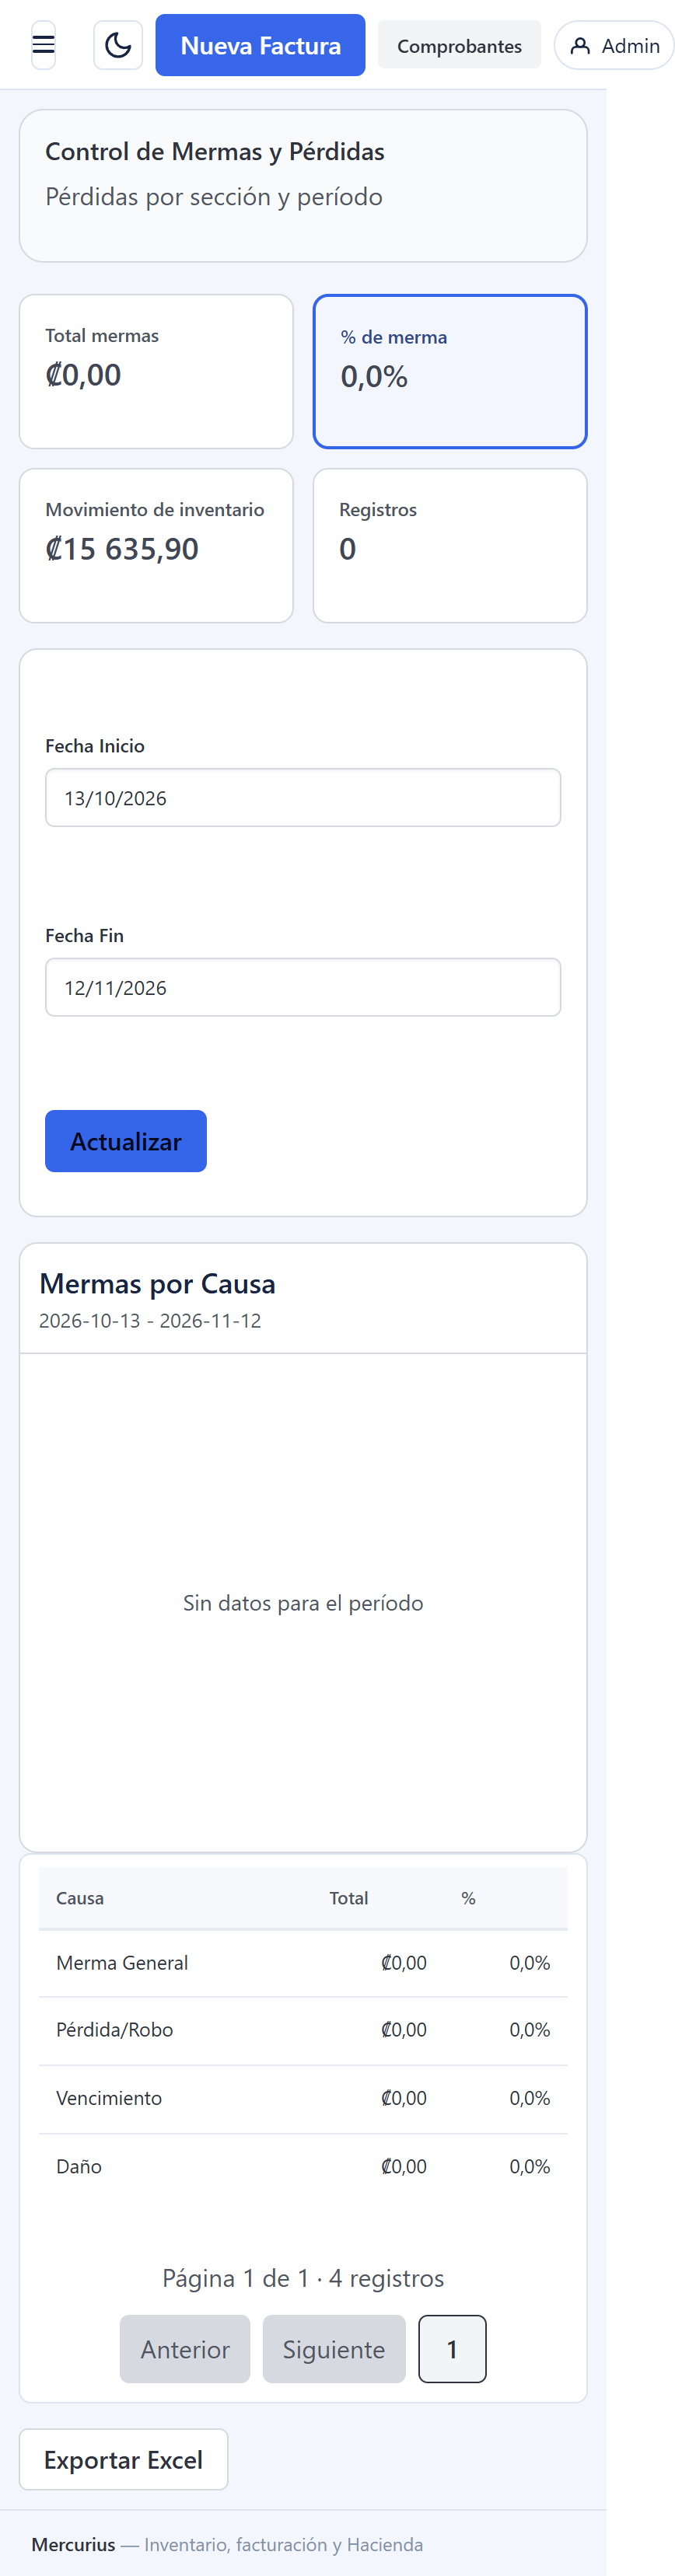 Nueva Factura
Comprobantes
Admin
Control de Mermas y Pérdidas
Pérdidas por sección y período
Total mermas
₡0,00
% de merma
0,0%
Movimiento de inventario
₡15 635,90
Registros
0
Fecha Inicio
13/10/2026
Fecha Fin
12/11/2026
Actualizar
Mermas por Causa
2026-10-13 - 2026-11-12
Sin datos para el período
Causa Total %
Merma General ₡0,00 0,0%
Pérdida/Robo ₡0,00 0,0%
Vencimiento ₡0,00 0,0%
Daño ₡0,00 0,0%
Página 1 de 1 · 4 registros
Anterior Siguiente 1
Exportar Excel
Mercurius — Inventario, facturación y Hacienda